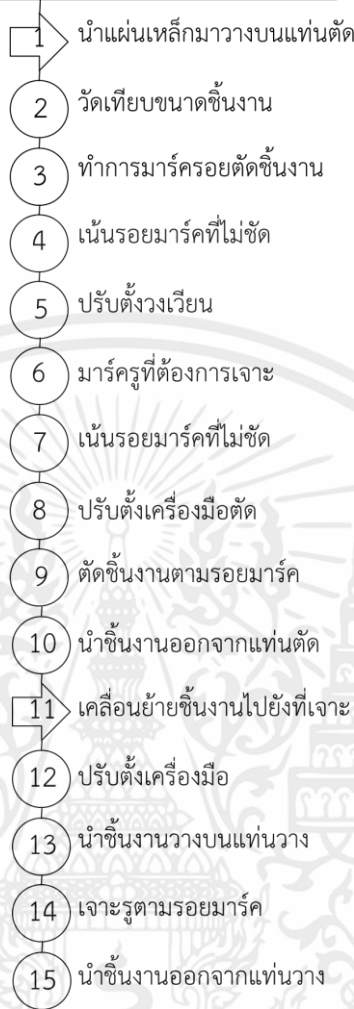 1 นำแผ่นเหล็กมาวางบนแท่นตัด
2 วัดเทียบขนาดชิ้นงาน
3 ทำการมาร์ครอยตัดชิ้นงาน
4 เน้นรอยมาร์คที่ไม่ชัด
5 ปรับตั้งวงเวียน
6 มาร์ครูที่ต้องการเจาะ
7 เน้นรอยมาร์คที่ไม่ชัด
8 ปรับตั้งเครื่องมือตัด
9 ตัดชิ้นงานตามรอยมาร์ค
10 นำชิ้นงานออกจากแท่นตัด
11 เคลื่อนย้ายชิ้นงานไปยังที่เจาะ
12 ปรับตั้งเครื่องมือ
13 นำชิ้นงานวางบนแท่นวาง
14 เจาะรูตามรอยมาร์ค
15 นำชิ้นงานออกจากแท่นวาง